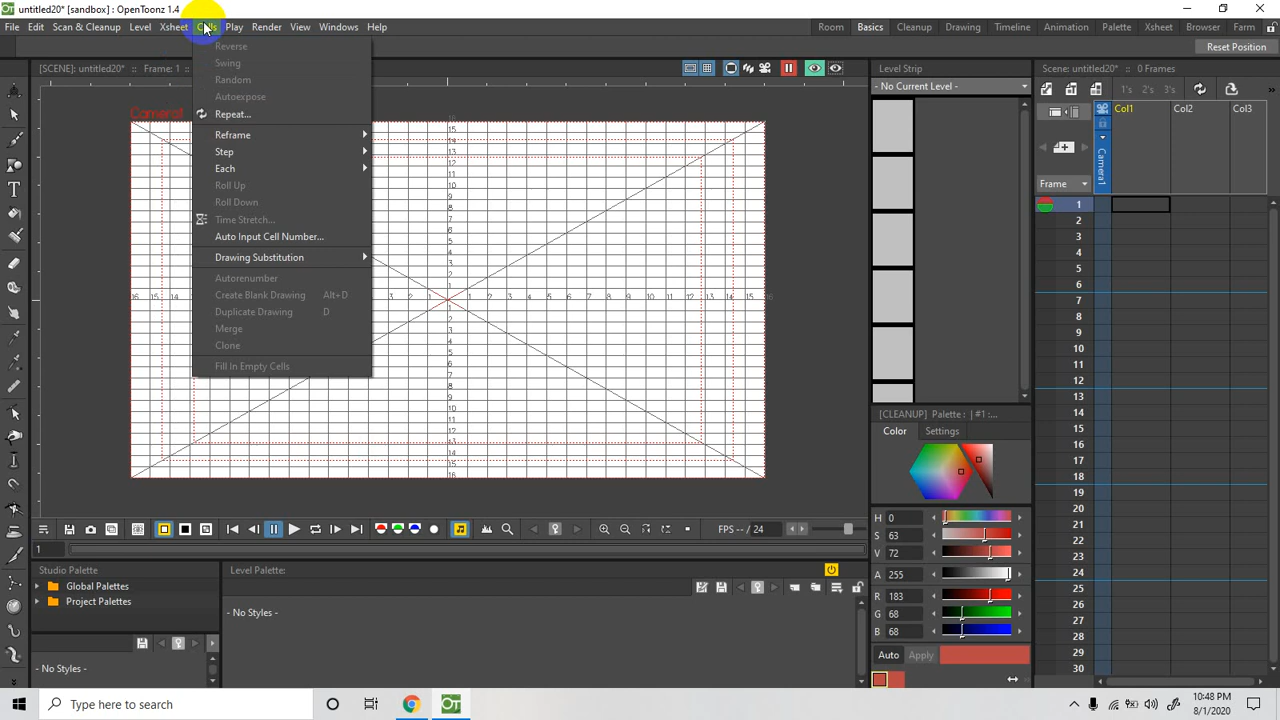 untitled20* [sandbox] : OpenToonz 1.4
File Edit Scan & Cleanup Level Xsheet Cells Play Render View Windows Help
Room Basics Cleanup Drawing Timeline Animation Palette Xsheet Browser Farm
Reset Position
[SCENE]: untitled20* :: Frame: 1
Reverse
Swing
Random
Autoexpose
Repeat...
Reframe
Step
Each
Roll Up
Roll Down
Time Stretch...
Auto Input Cell Number...
Drawing Substitution
Autorenumber
Create Blank Drawing Alt+D
Duplicate Drawing D
Merge
Clone
Fill In Empty Cells
Camera1
Level Strip
- No Current Level -
Scene: untitled20* :: 0 Frames
1's 2's 3's
Col1 Col2 Col3
Camera1
Frame
1
2
3
4
5
6
7
8
9
10
11
12
13
14
15
16
17
18
19
20
21
22
23
24
25
26
27
28
29
30
[CLEANUP] Palette : | #1 :...
Color Settings
H 0
S 63
V 72
A 255
R 183
G 68
B 68
Auto Apply
FPS -- / 24
1
Studio Palette
Global Palettes
Project Palettes
- No Styles -
Level Palette:
- No Styles -
Type here to search
10:48 PM
8/1/2020